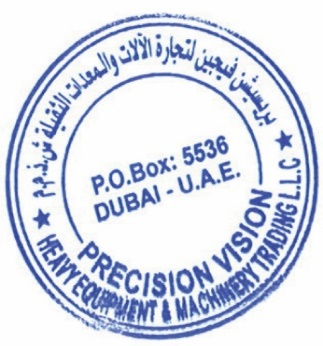 بريسيشن فيجين لتجارة الآلات والمعدات الثقيلة ش.ذ.م.م
P.O.Box: 5536
DUBAI - U.A.E.
PRECISION VISION
HEAVY EQUIPMENT & MACHINERY TRADING L.L.C